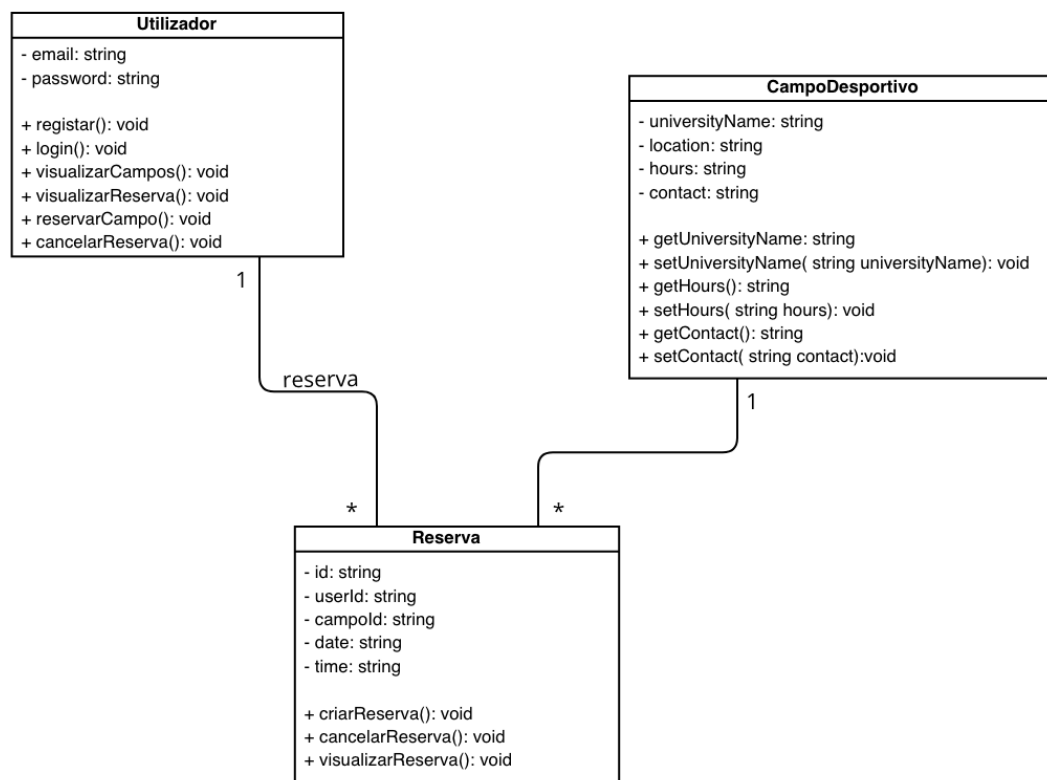 Utilizador
- email: string
- password: string
+ registar(): void
+ login(): void
+ visualizarCampos(): void
+ visualizarReserva(): void
+ reservarCampo(): void
+ cancelarReserva(): void
1
reserva
*
CampoDesportivo
- universityName: string
- location: string
- hours: string
- contact: string
+ getUniversityName: string
+ setUniversityName( string universityName): void
+ getHours(): string
+ setHours( string hours): void
+ getContact(): string
+ setContact( string contact):void
1
*
Reserva
- id: string
- userId: string
- campoId: string
- date: string
- time: string
+ criarReserva(): void
+ cancelarReserva(): void
+ visualizarReserva(): void